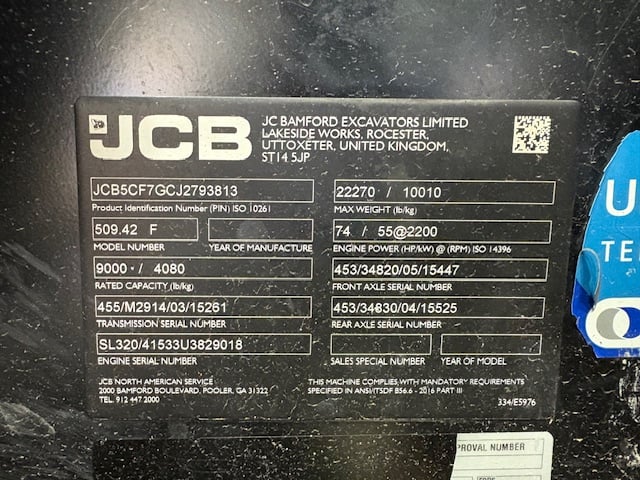 JCB
JC BAMFORD EXCAVATORS LIMITED
LAKESIDE WORKS, ROCESTER,
UTTOXETER, UNITED KINGDOM,
ST14 5JP
JCB5CF7GCJ2793813
Product Identification Number (PIN) ISO 10261
22270 / 10010
MAX WEIGHT (lb/kg)
509.42 F
MODEL NUMBER
YEAR OF MANUFACTURE
74 / 55@2200
ENGINE POWER (HP/kW) @ (RPM) ISO 14396
9000 / 4080
RATED CAPACITY (lb/kg)
453/34820/05/15447
FRONT AXLE SERIAL NUMBER
455/M2914/03/15261
TRANSMISSION SERIAL NUMBER
453/34830/04/15525
REAR AXLE SERIAL NUMBER
SL320/41533U3829018
ENGINE SERIAL NUMBER
SALES SPECIAL NUMBER
YEAR OF MODEL
JCB NORTH AMERICAN SERVICE
2000 BAMFORD BOULEVARD, POOLER, GA 31322
TEL. 912 447 2000
THIS MACHINE COMPLIES WITH MANDATORY REQUIREMENTS
SPECIFIED IN ANSI/ITSDF B56.6 - 2016 PART III
334/E5976
U
TE
PROVAL NUMBER